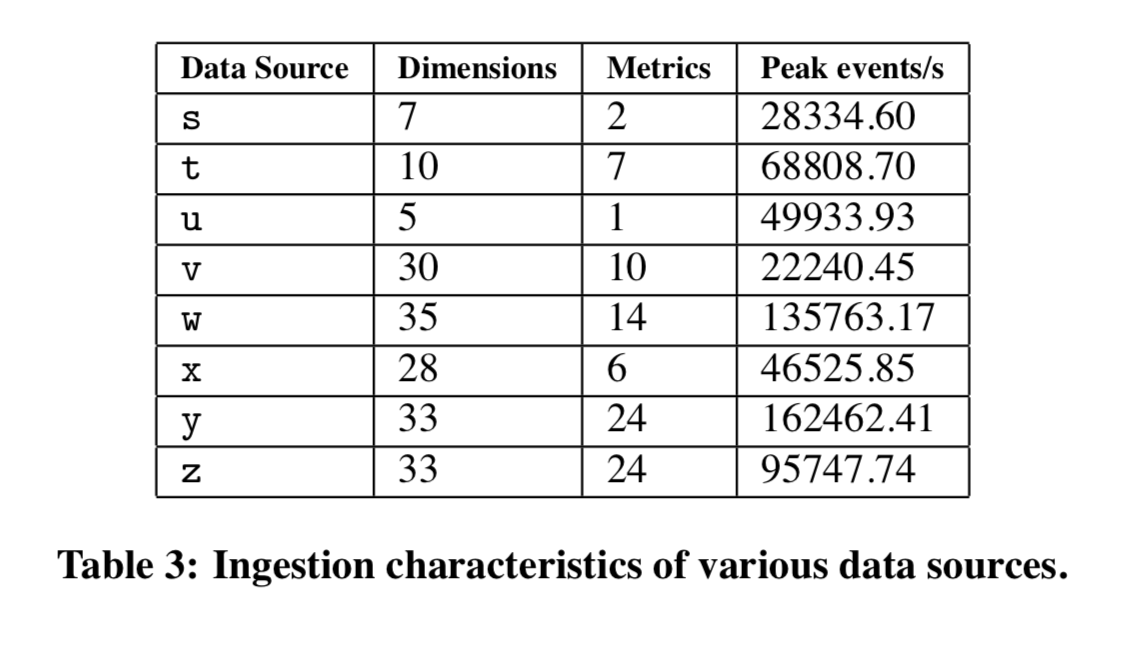 Data Source Dimensions Metrics Peak events/s
s 7 2 28334.60
t 10 7 68808.70
u 5 1 49933.93
v 30 10 22240.45
w 35 14 135763.17
x 28 6 46525.85
y 33 24 162462.41
z 33 24 95747.74
Table 3: Ingestion characteristics of various data sources.